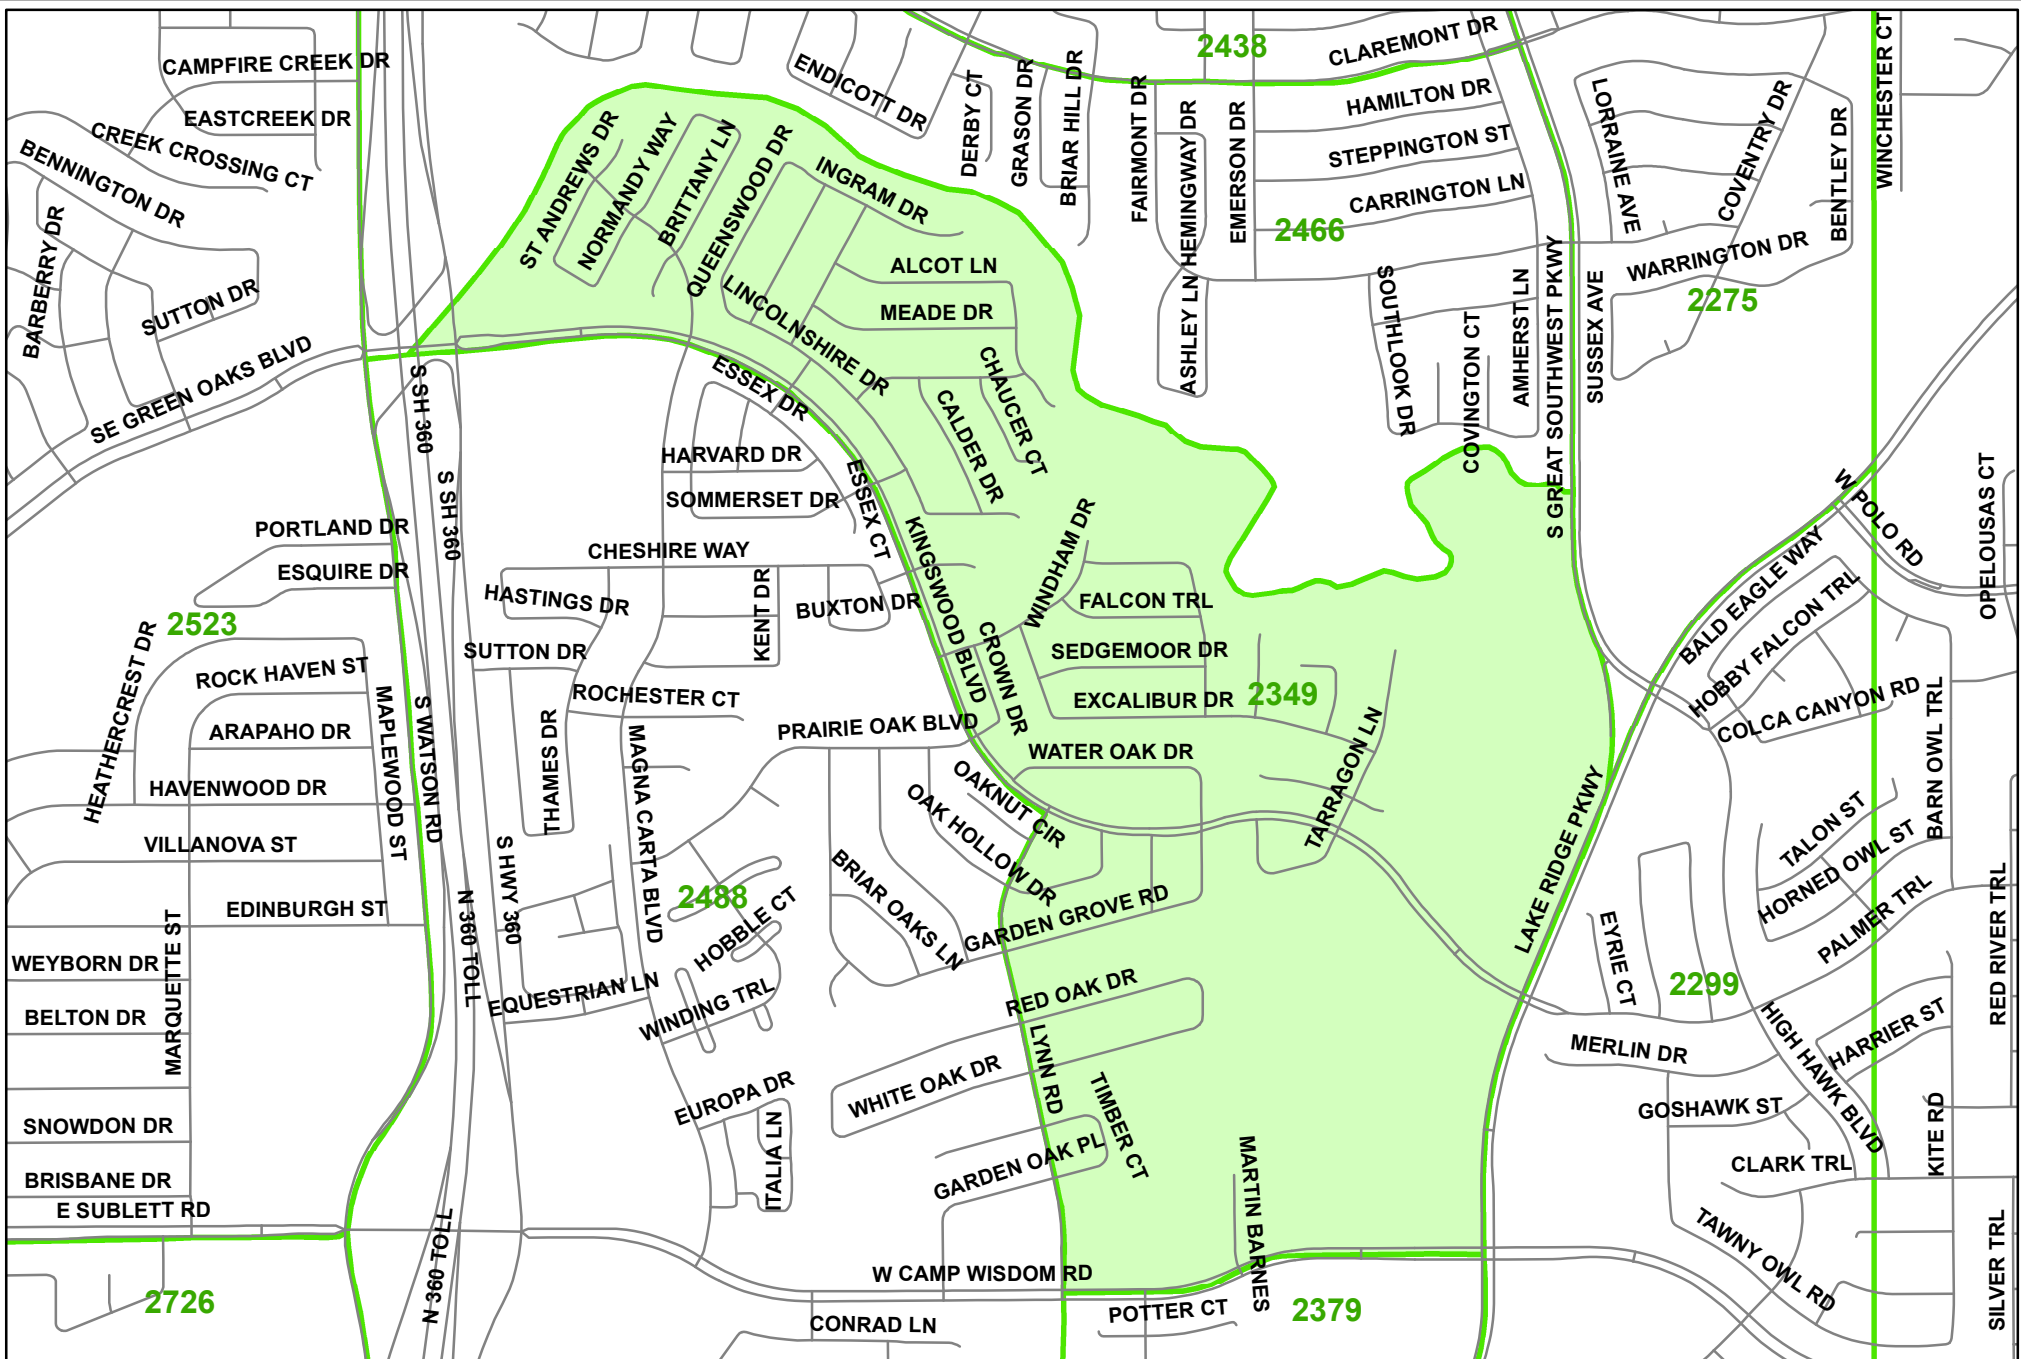 2438
CLAREMONT DR
WINCHESTER CT
CAMPFIRE CREEK DR
ENDICOTT DR
DERBY CT
GRASON DR
BRIAR HILL DR
FAIRMONT DR
HEMINGWAY DR
EMERSON DR
HAMILTON DR
LORRAINE AVE
COVENTRY DR
BENTLEY DR
EASTCREEK DR
CREEK CROSSING CT
BENNINGTON DR
ST ANDREWS DR
NORMANDY WAY
BRITTANY LN
QUEENSWOOD DR
INGRAM DR
STEPPINGTON ST
CARRINGTON LN
2466
BARBERRY DR
SUTTON DR
ALCOT LN
MEADE DR
LINCOLNSHIRE DR
ASHLEY LN
SOUTHLOOK DR
COVINGTON CT
AMHERST LN
S GREAT SOUTHWEST PKWY
SUSSEX AVE
WARRINGTON DR
2275
SE GREEN OAKS BLVD
S SH 360
S SH 360
ESSEX DR
CHAUCER CT
CALDER DR
HARVARD DR
SOMMERSET DR
ESSEX CT
W POLO RD
OPELOUSAS CT
PORTLAND DR
ESQUIRE DR
CHESHIRE WAY
HASTINGS DR
KENT DR
BUXTON DR
KINGSWOOD BLVD
WINDHAM DR
FALCON TRL
BALD EAGLE WAY
HOBBY FALCON TRL
2523
HEATHERCREST DR
ROCK HAVEN ST
SUTTON DR
CROWN DR
SEDGEMOOR DR
EXCALIBUR DR
2349
COLCA CANYON RD
BARN OWL TRL
MAPLEWOOD ST
S WATSON RD
ROCHESTER CT
THAMES DR
MAGNA CARTA BLVD
PRAIRIE OAK BLVD
WATER OAK DR
TARRAGON LN
ARAPAHO DR
HAVENWOOD DR
VILLANOVA ST
EDINBURGH ST
OAKNUT CIR
OAK HOLLOW DR
LAKE RIDGE PKWY
TALON ST
HORNED OWL ST
PALMER TRL
RED RIVER TRL
S HWY 360
N 360 TOLL
2488
HOBBLE CT
BRIAR OAKS LN
GARDEN GROVE RD
EYRIE CT
2299
MARQUETTE ST
WEYBORN DR
BELTON DR
EQUESTRIAN LN
WINDING TRL
RED OAK DR
LYNN RD
WHITE OAK DR
TIMBER CT
MERLIN DR
HIGH HAWK BLVD
HARRIER ST
EUROPA DR
ITALIA LN
GARDEN OAK PL
MARTIN BARNES
GOSHAWK ST
CLARK TRL
KITE RD
SNOWDON DR
BRISBANE DR
E SUBLETT RD
N 360 TOLL
W CAMP WISDOM RD
TAWNY OWL RD
SILVER TRL
2726
CONRAD LN
POTTER CT
2379